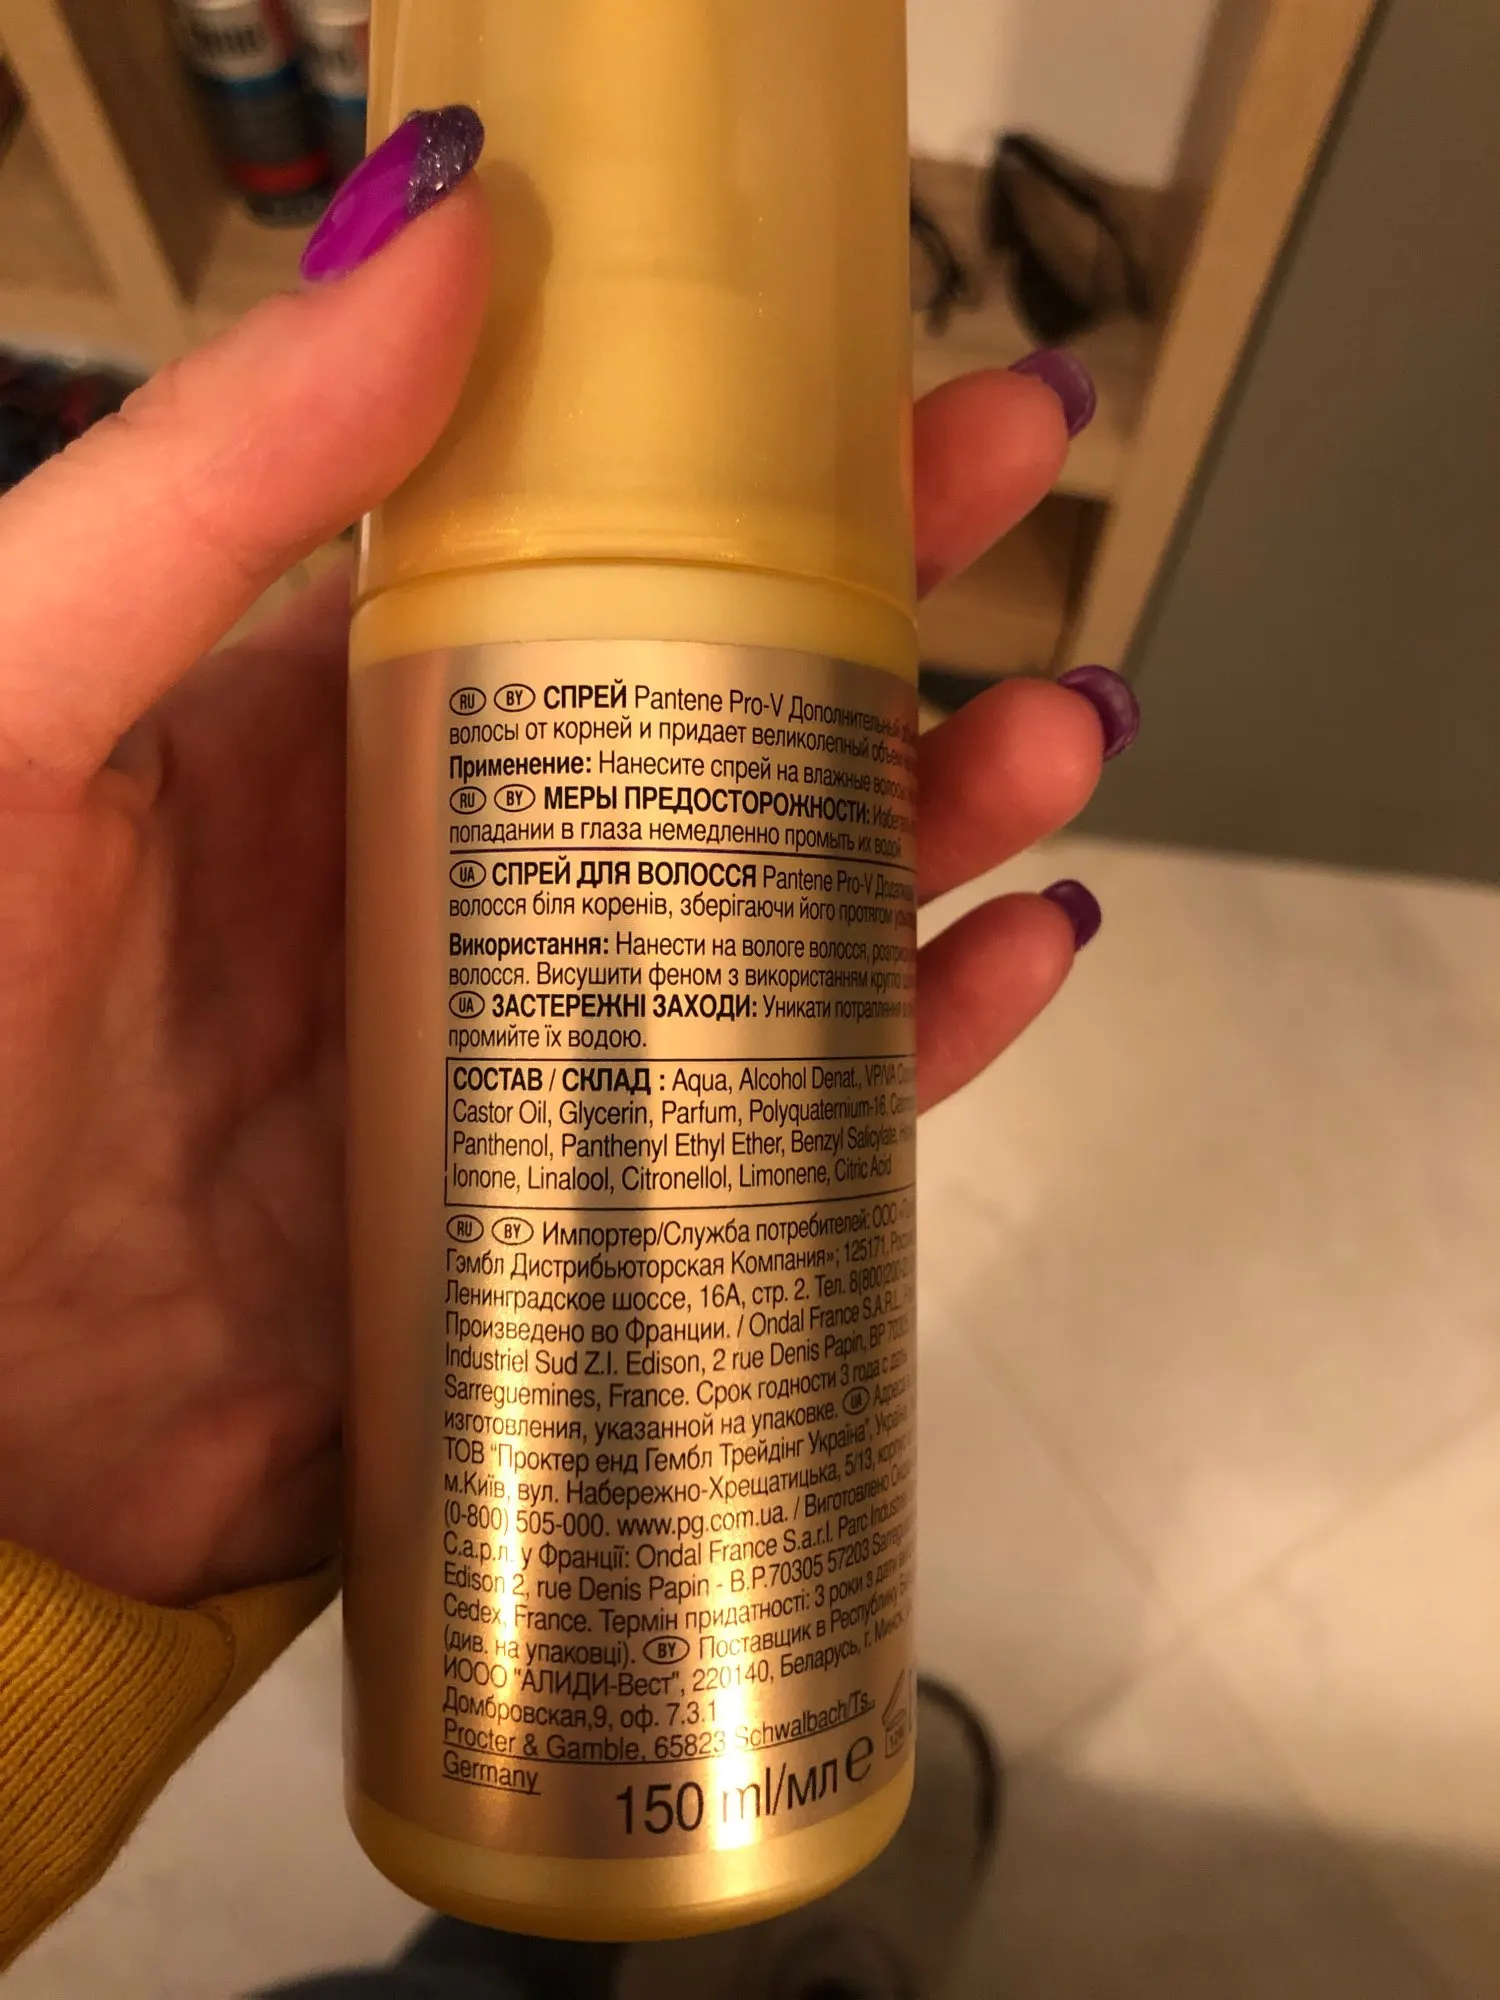 RU BY СПРЕЙ Pantene Pro-V Дополнительный
волосы от корней и придает великолепный объем
Применение: Нанесите спрей на влажные волосы
RU BY МЕРЫ ПРЕДОСТОРОЖНОСТИ:
попадании в глаза немедленно промыть их водой.
UA СПРЕЙ ДЛЯ ВОЛОССЯ Pantene Pro-V
волосся біля коренів, зберігаючи його протягом
Використання: Нанести на вологе волосся,
волосся. Висушити феном з використанням
UA ЗАСТЕРЕЖНІ ЗАХОДИ: Уникати потрапляння
промийте їх водою.
СОСТАВ / СКЛАД : Aqua, Alcohol Denat., VP/VA
Castor Oil, Glycerin, Parfum, Polyquaternium-16,
Panthenol, Panthenyl Ethyl Ether, Benzyl Salicylate,
Ionone, Linalool, Citronellol, Limonene, Citric Acid
RU BY Импортер/Служба потребителей: ООО
Гэмбл Дистрибьюторская Компания»; 125171,
Ленинградское шоссе, 16А, стр. 2. Тел.
Произведено во Франции. / Ondal France S.A.R.L.,
Industriel Sud Z.I. Edison, 2 rue Denis Papin, BP
Sarreguemines, France. Срок годности 3 года с даты
изготовления, указанной на упаковке. UA
ТОВ "Проктер енд Гембл Трейдінг Україна",
м.Київ, вул. Набережно-Хрещатицька, 5/13,
(0-800) 505-000. www.pg.com.ua. / Виготовлено
С.а.р.л. у Франції: Ondal France S.a.r.l. Parc
Edison 2, rue Denis Papin - B.P.70305 57203
Cedex, France. Термін придатності: 3 роки з дати
(див. на упаковці). BY Поставщик в Республику
ИООО "АЛИДИ-Вест", 220140, Беларусь, г. Минск,
Домбровская,9, оф. 7.3.1
Procter & Gamble, 65823 Schwalbach/Ts.,
Germany
150 ml/мл e